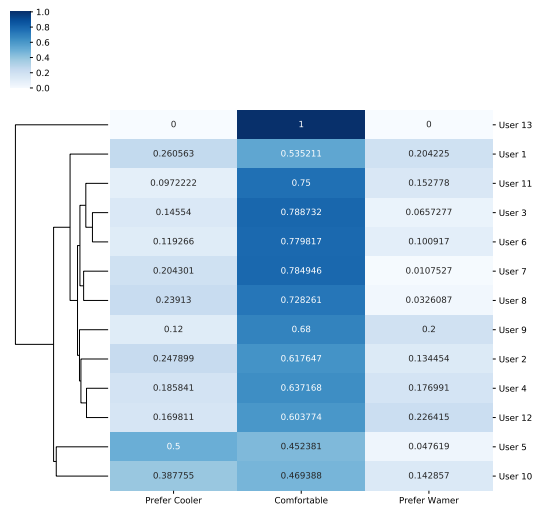 1.0
0.8
0.6
0.4
0.2
0.0
0 1 0 User 13
0.260563 0.535211 0.204225 User 1
0.0972222 0.75 0.152778 User 11
0.14554 0.788732 0.0657277 User 3
0.119266 0.779817 0.100917 User 6
0.204301 0.784946 0.0107527 User 7
0.23913 0.728261 0.0326087 User 8
0.12 0.68 0.2 User 9
0.247899 0.617647 0.134454 User 2
0.185841 0.637168 0.176991 User 4
0.169811 0.603774 0.226415 User 12
0.5 0.452381 0.047619 User 5
0.387755 0.469388 0.142857 User 10
Prefer Cooler Comfortable Prefer Wamer